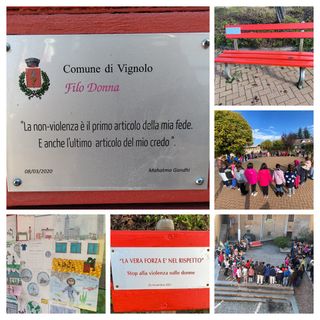 Comune di Vignolo
Filo Donna
"La non-violenza è il primo articolo della mia fede.
E anche l'ultimo articolo del mio credo".
08/03/2020
Mahatma Gandhi
"LA VERA FORZA E' NEL RISPETTO"
Stop alla violenza sulle donne